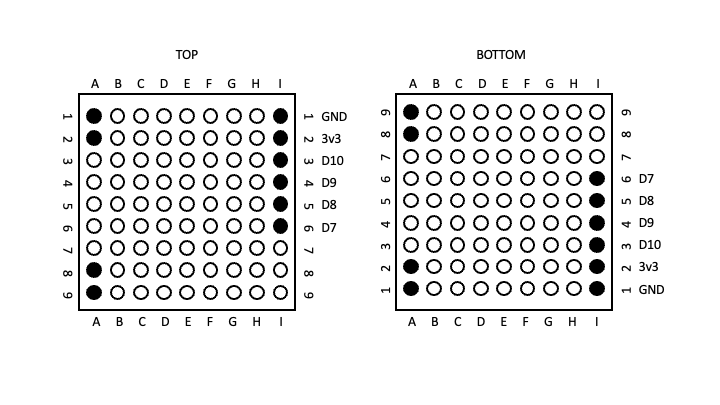 TOP
BOTTOM
A B C D E F G H I
A B C D E F G H I
1 1 GND
2 2 3v3
3 3 D10
4 4 D9
5 5 D8
6 6 D7
7 7
8 8
9 9
9 9
8 8
7 7
6 6 D7
5 5 D8
4 4 D9
3 3 D10
2 2 3v3
1 1 GND
A B C D E F G H I
A B C D E F G H I